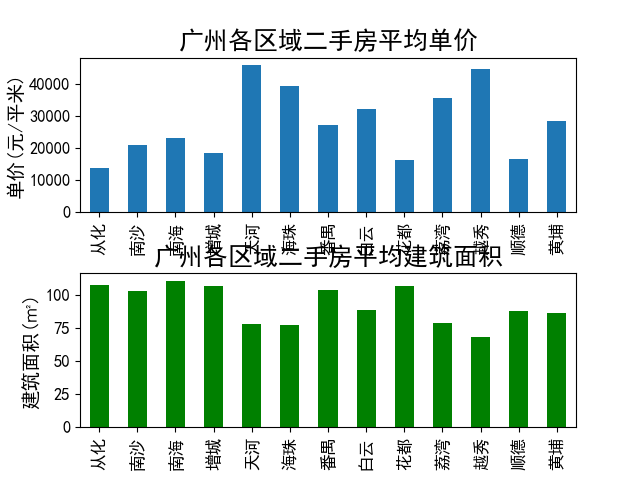 广州各区域二手房平均单价
单价(元/平米)
40000
30000
20000
10000
0
从化 南沙 南海 增城 天河 海珠 番禺 白云 花都 荔湾 越秀 顺德 黄埔
广州各区域二手房平均建筑面积
建筑面积(㎡)
100
75
50
25
0
从化 南沙 南海 增城 天河 海珠 番禺 白云 花都 荔湾 越秀 顺德 黄埔